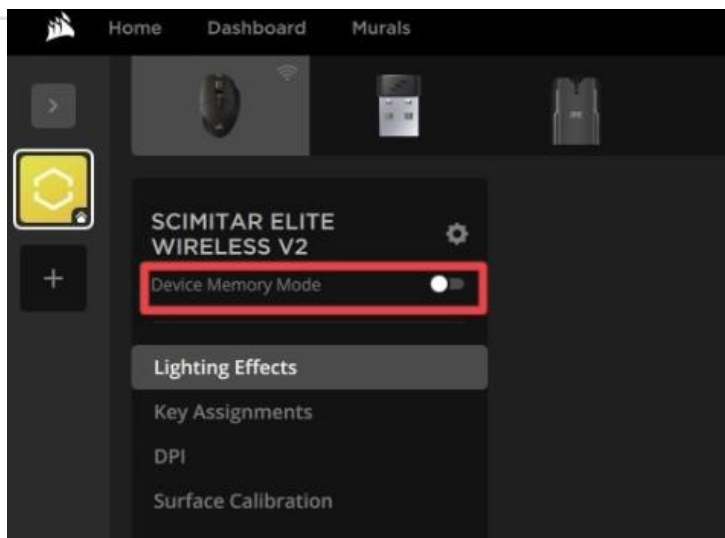 Home Dashboard Murals
SCIMITAR ELITE
WIRELESS V2
Device Memory Mode
Lighting Effects
Key Assignments
DPI
Surface Calibration